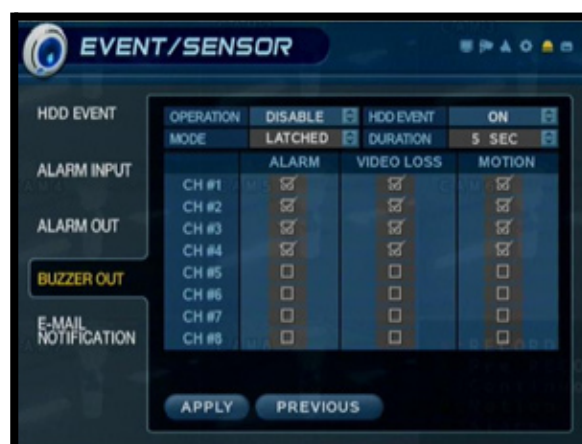 EVENT/SENSOR
HDD EVENT
ALARM INPUT
ALARM OUT
BUZZER OUT
E-MAIL
NOTIFICATION
OPERATION DISABLE HDD EVENT ON
MODE LATCHED DURATION 5 SEC
ALARM VIDEO LOSS MOTION
CH #1
CH #2
CH #3
CH #4
CH #5
CH #6
CH #7
CH #8
APPLY PREVIOUS